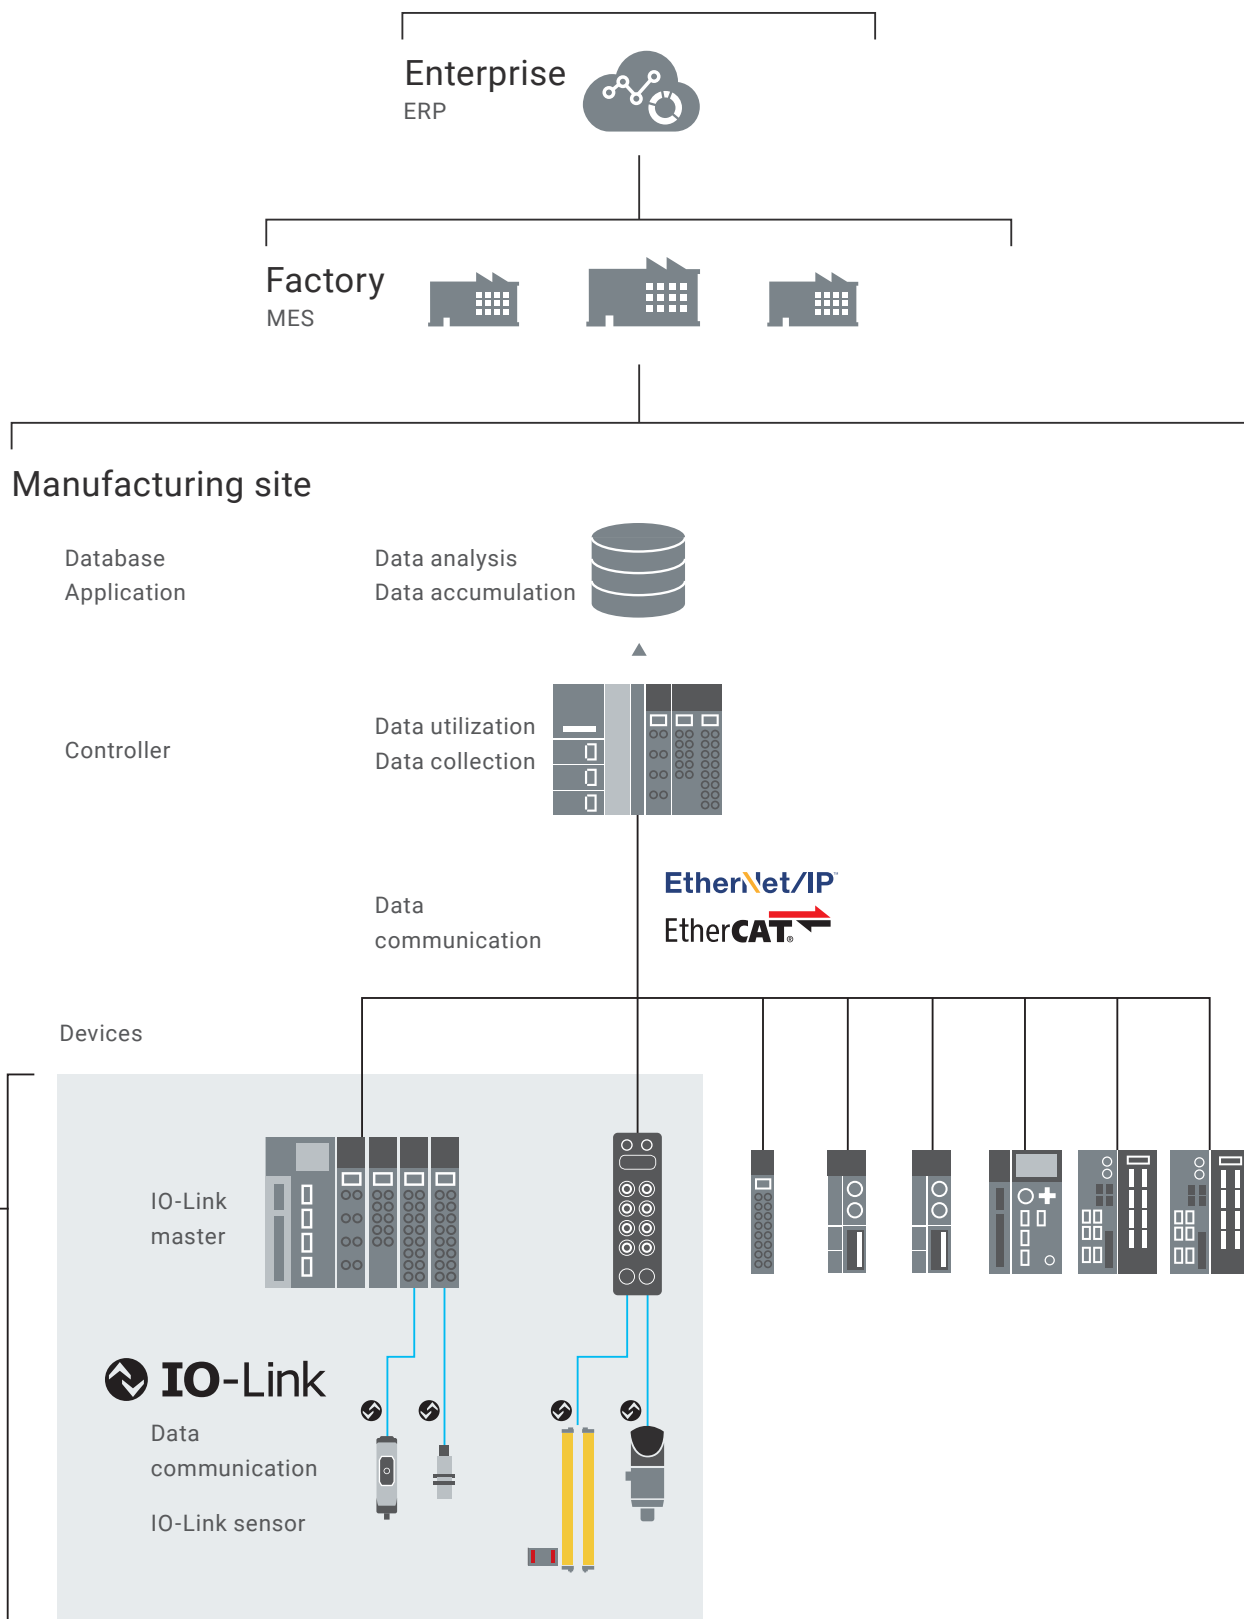 Enterprise
ERP
Factory
MES
Manufacturing site
Database
Application
Data analysis
Data accumulation
Controller
Data utilization
Data collection
Data
communication
EtherNet/IP™
EtherCAT®
Devices
IO-Link
master
IO-Link
Data
communication
IO-Link sensor